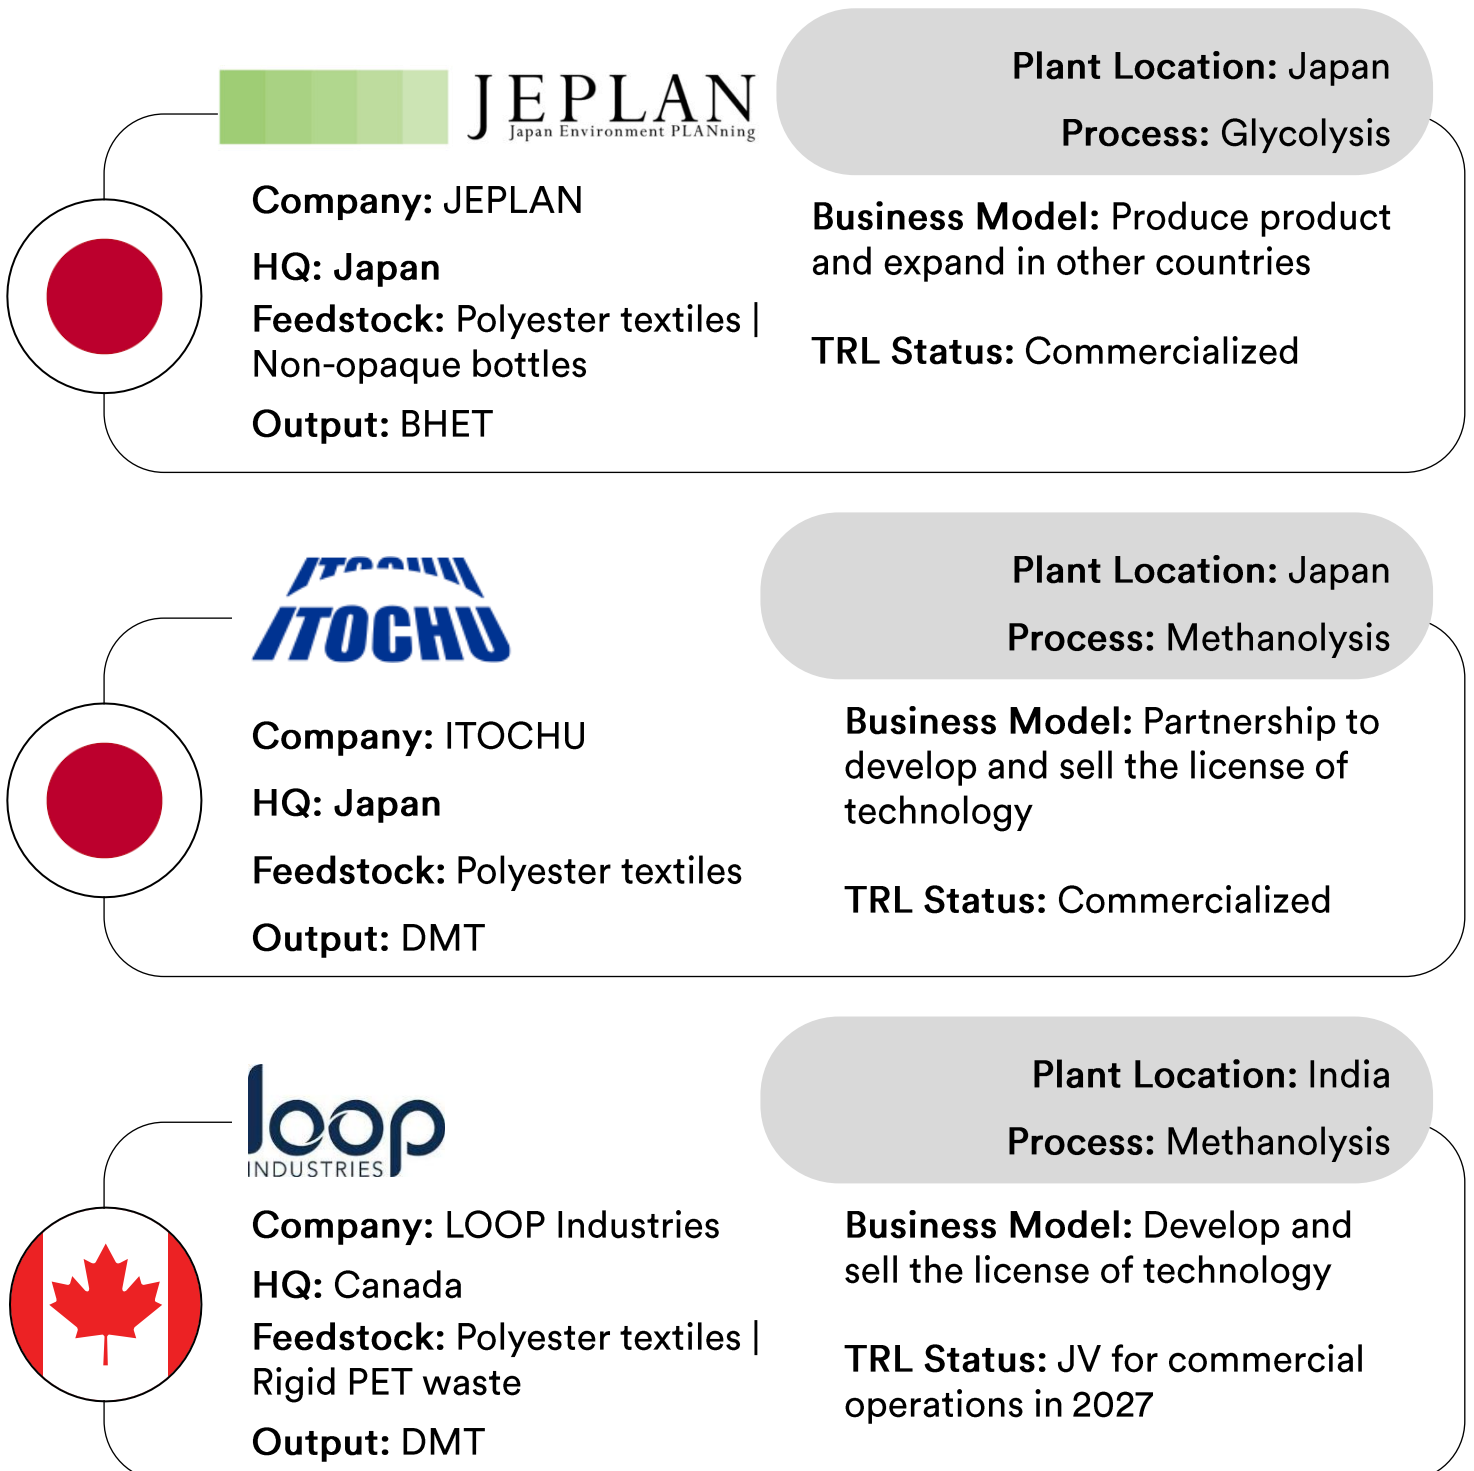 JEPLAN
Japan Environment PLANning
Plant Location: Japan
Process: Glycolysis
Company: JEPLAN
HQ: Japan
Feedstock: Polyester textiles |
Non-opaque bottles
Output: BHET
Business Model: Produce product
and expand in other countries
TRL Status: Commercialized
ITOCHU
ITOCHU
Plant Location: Japan
Process: Methanolysis
Company: ITOCHU
HQ: Japan
Feedstock: Polyester textiles
Output: DMT
Business Model: Partnership to
develop and sell the license of
technology
TRL Status: Commercialized
loop
INDUSTRIES
Plant Location: India
Process: Methanolysis
Company: LOOP Industries
HQ: Canada
Feedstock: Polyester textiles |
Rigid PET waste
Output: DMT
Business Model: Develop and
sell the license of technology
TRL Status: JV for commercial
operations in 2027